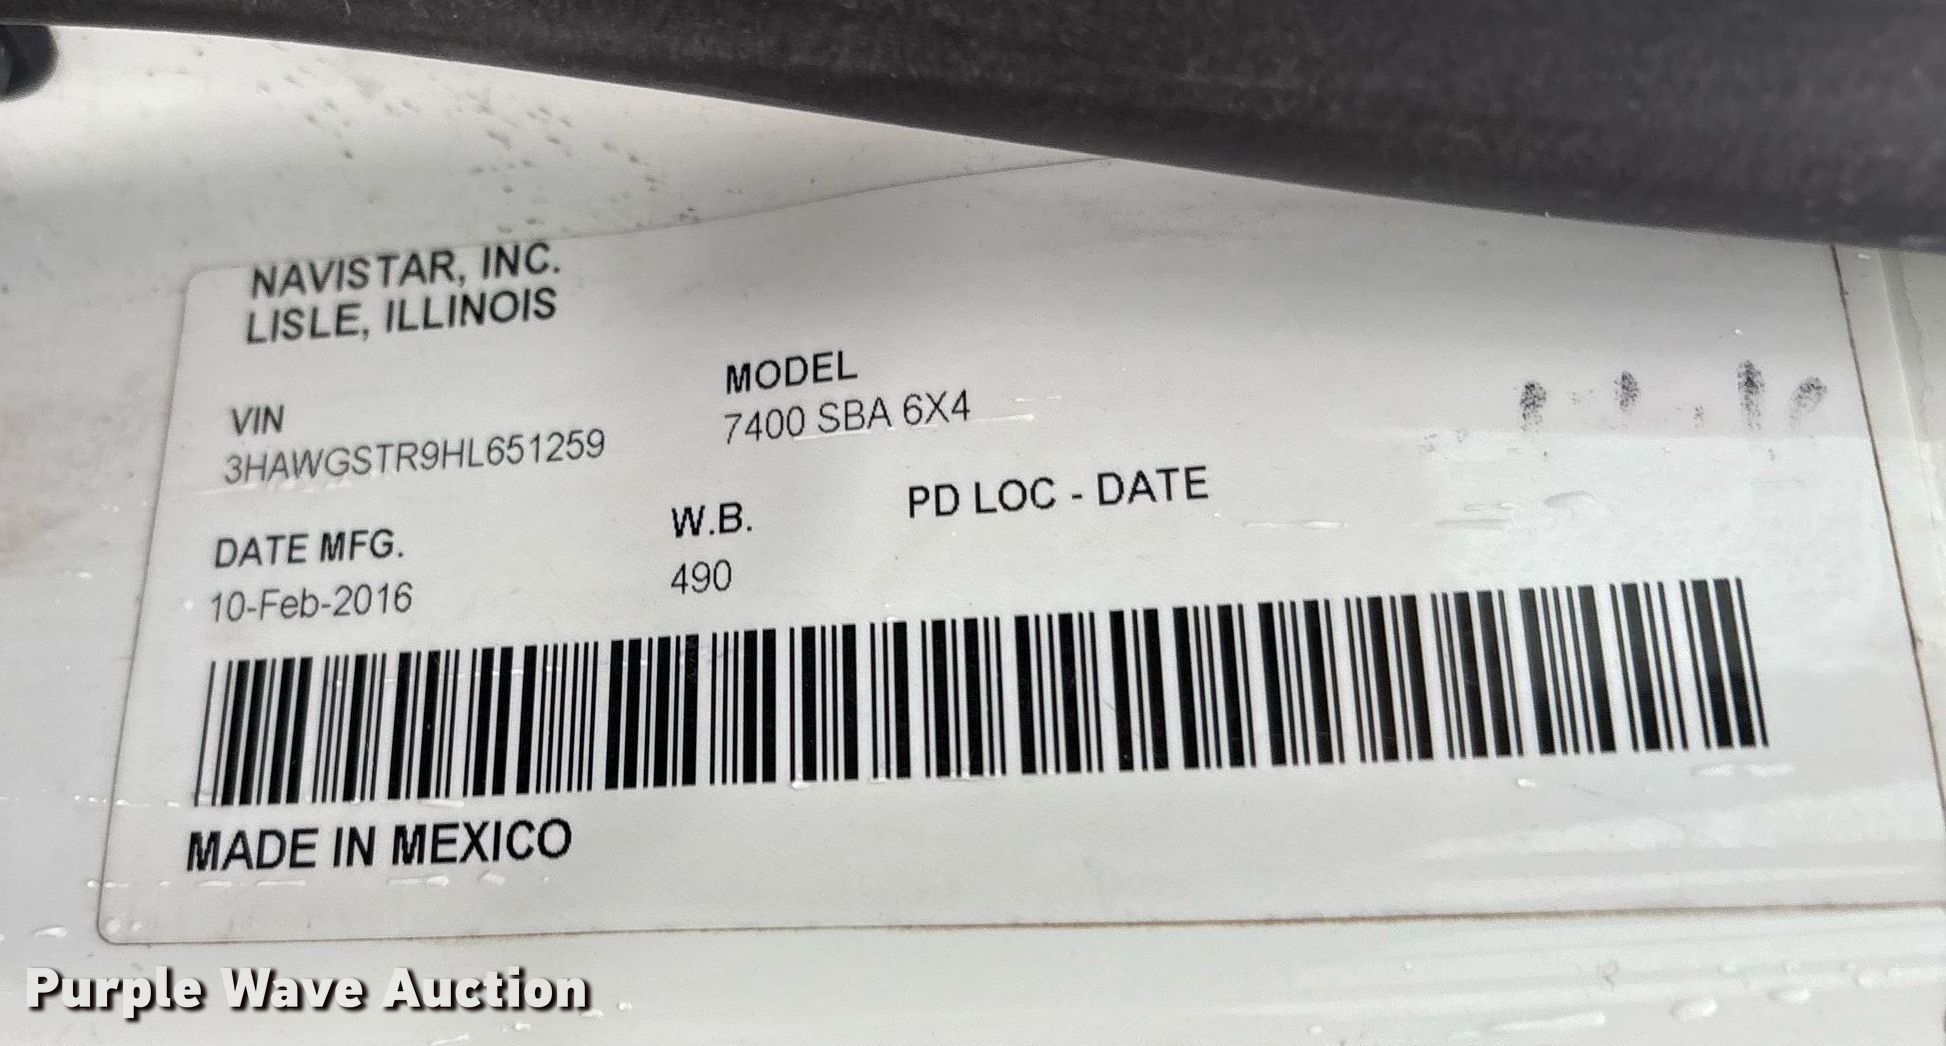 NAVISTAR, INC.
LISLE, ILLINOIS
VIN
3HAWGSTR9HL651259
MODEL
7400 SBA 6X4
DATE MFG.
10-Feb-2016
W.B.
490
PD LOC - DATE
MADE IN MEXICO
Purple Wave Auction